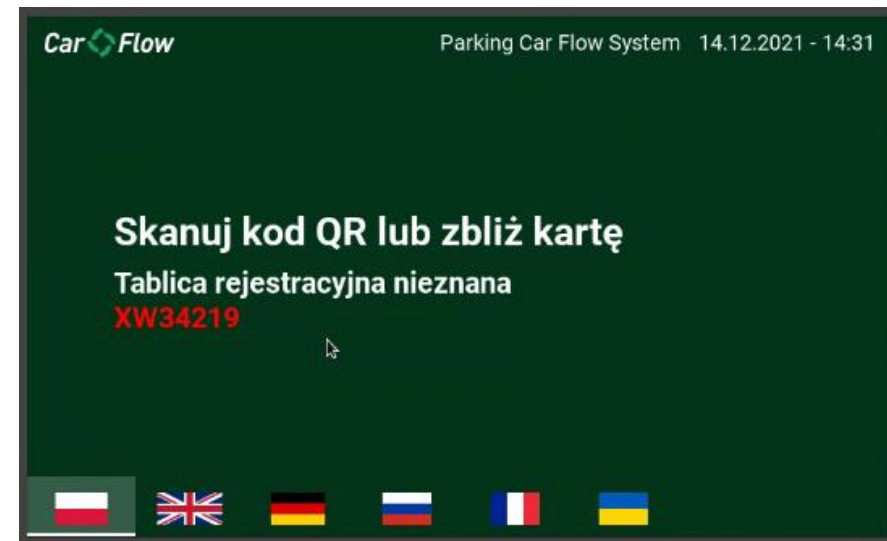 Car Flow
Parking Car Flow System 14.12.2021 - 14:31
Skanuj kod QR lub zbliż kartę
Tablica rejestracyjna nieznana
XW34219